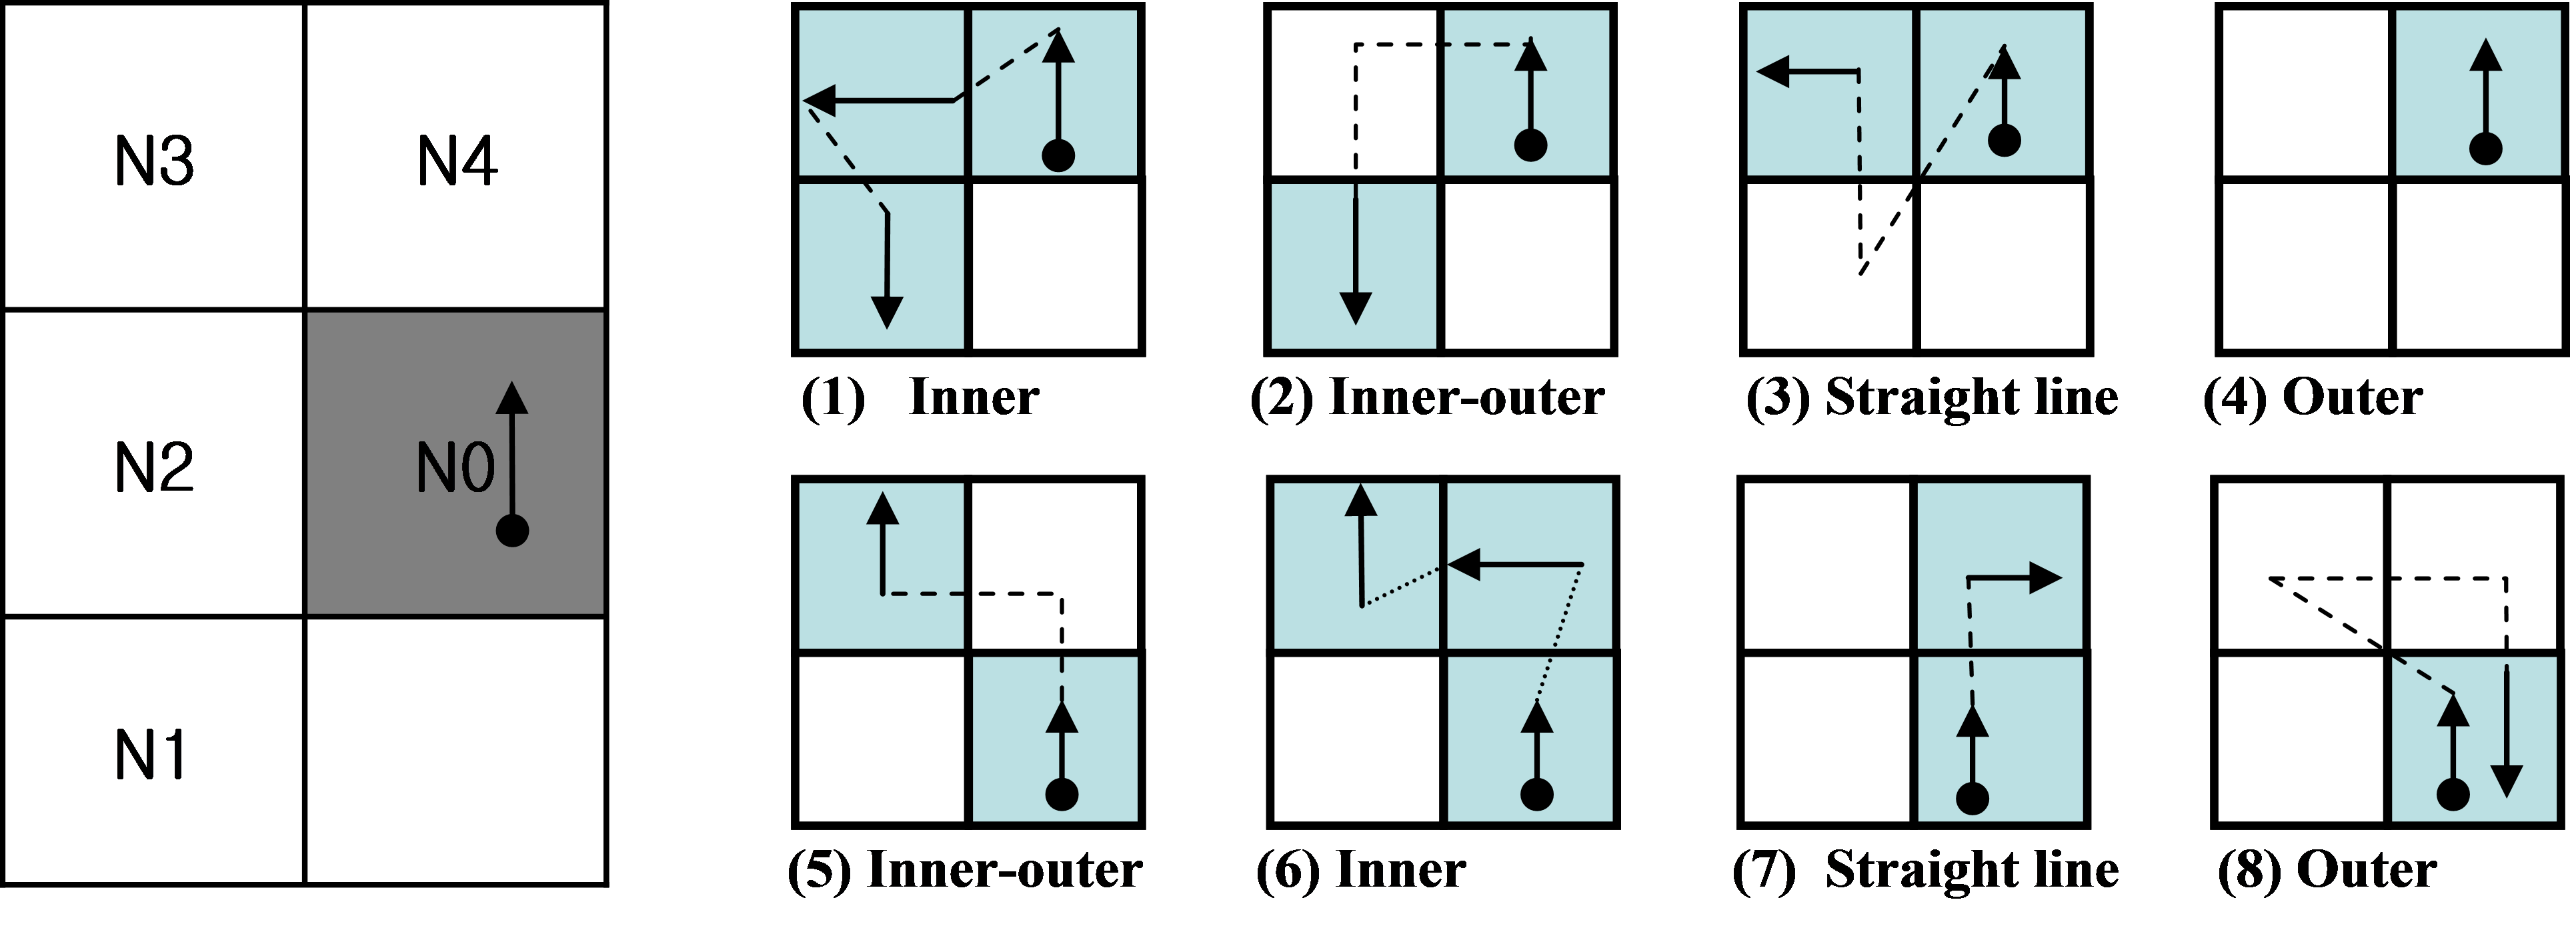 N3 N4
N2 N0
N1
(1) Inner (2) Inner-outer (3) Straight line (4) Outer
(5) Inner-outer (6) Inner (7) Straight line (8) Outer